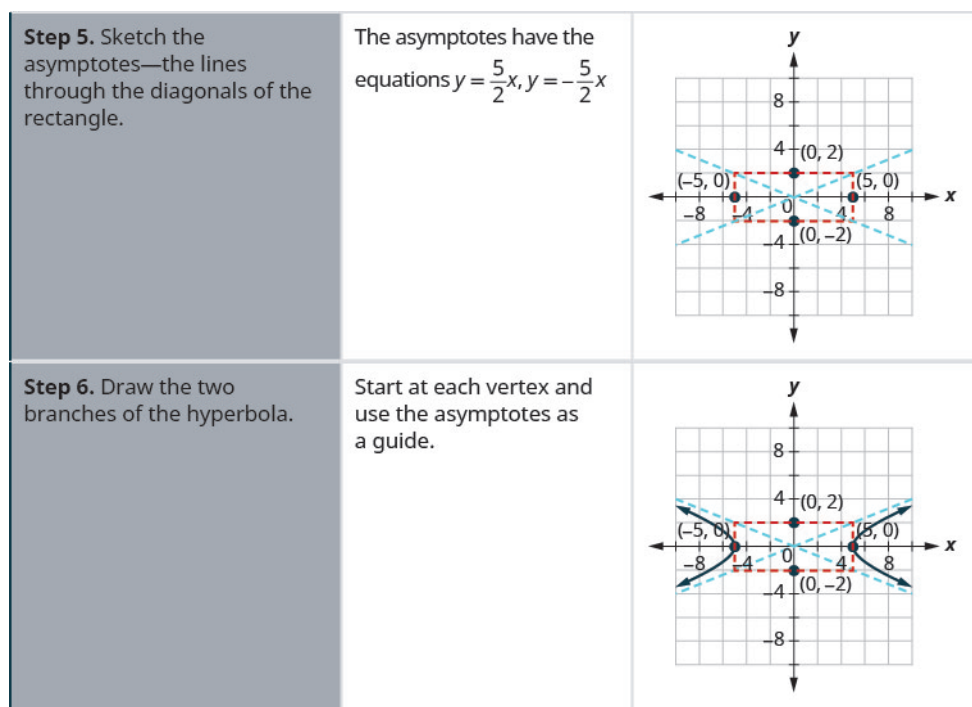 Step 5. Sketch the
asymptotes—the lines
through the diagonals of the
rectangle.
The asymptotes have the
equations y = 5/2 x, y = −5/2 x
y
8
4
(0, 2)
(−5, 0)
(5, 0)
x
−8
−4
0
4
8
(0, −2)
−4
−8
Step 6. Draw the two
branches of the hyperbola.
Start at each vertex and
use the asymptotes as
a guide.
y
8
4
(0, 2)
(−5, 0)
(5, 0)
x
−8
−4
0
4
8
(0, −2)
−4
−8